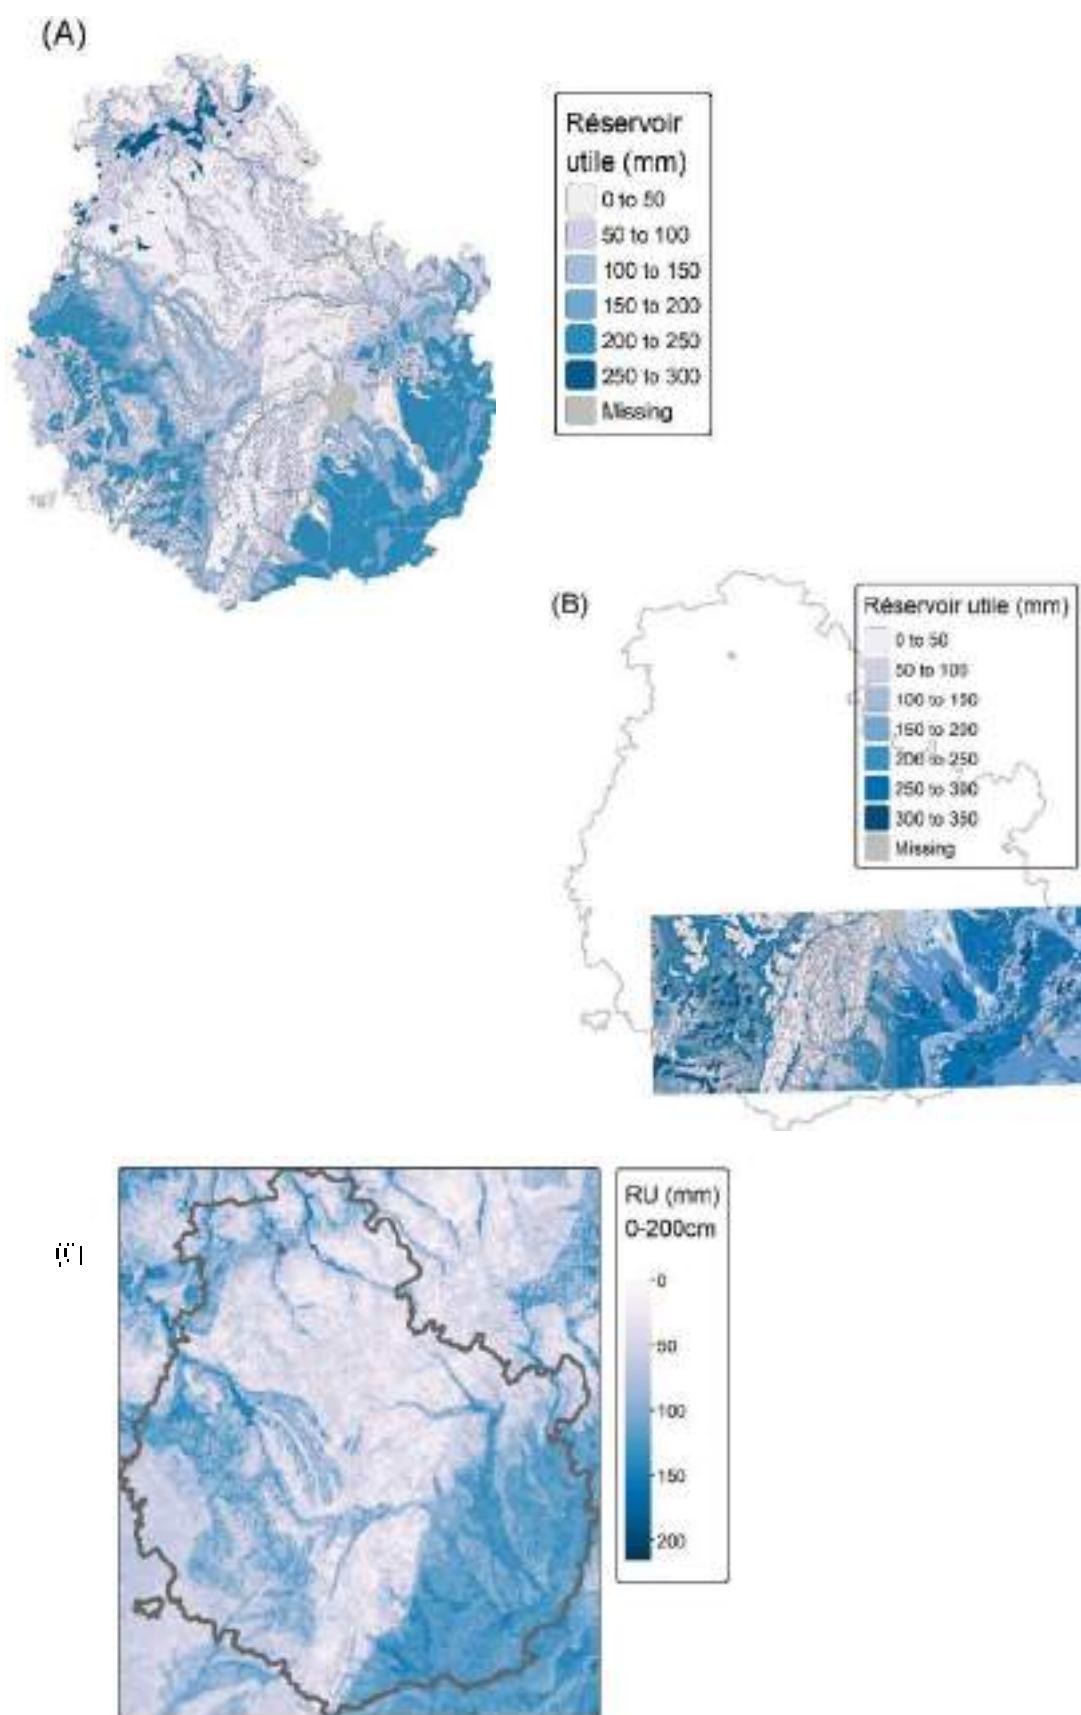 (A)
Réservoir
utile (mm)
0 to 50
50 to 100
100 to 150
150 to 200
200 to 250
250 to 300
Missing
(B)
Réservoir utile (mm)
0 to 50
50 to 100
100 to 150
150 to 200
200 to 250
250 to 300
300 to 350
Missing
RU (mm)
0-200cm
0
50
100
150
200